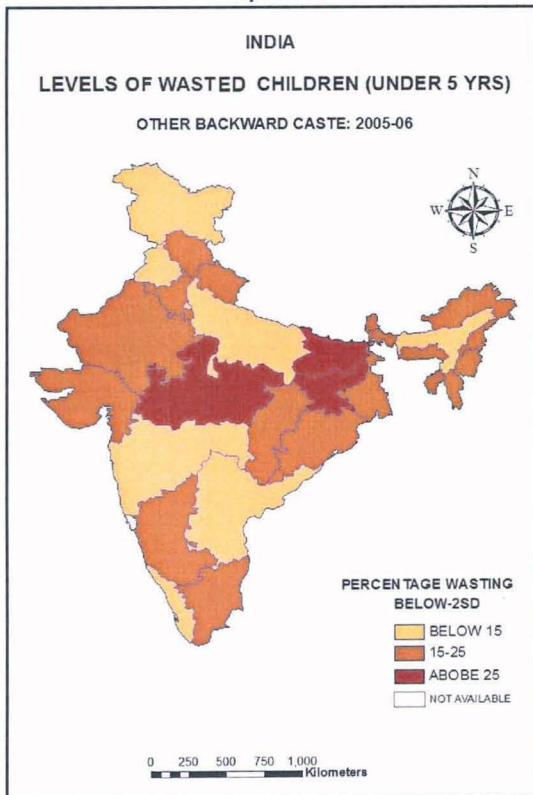 INDIA
LEVELS OF WASTED CHILDREN (UNDER 5 YRS)
OTHER BACKWARD CASTE: 2005-06
N
W E
S
PERCENTAGE WASTING
BELOW-2SD
BELOW 15
15-25
ABOBE 25
NOT AVAILABLE
0 250 500 750 1,000
Kilometers